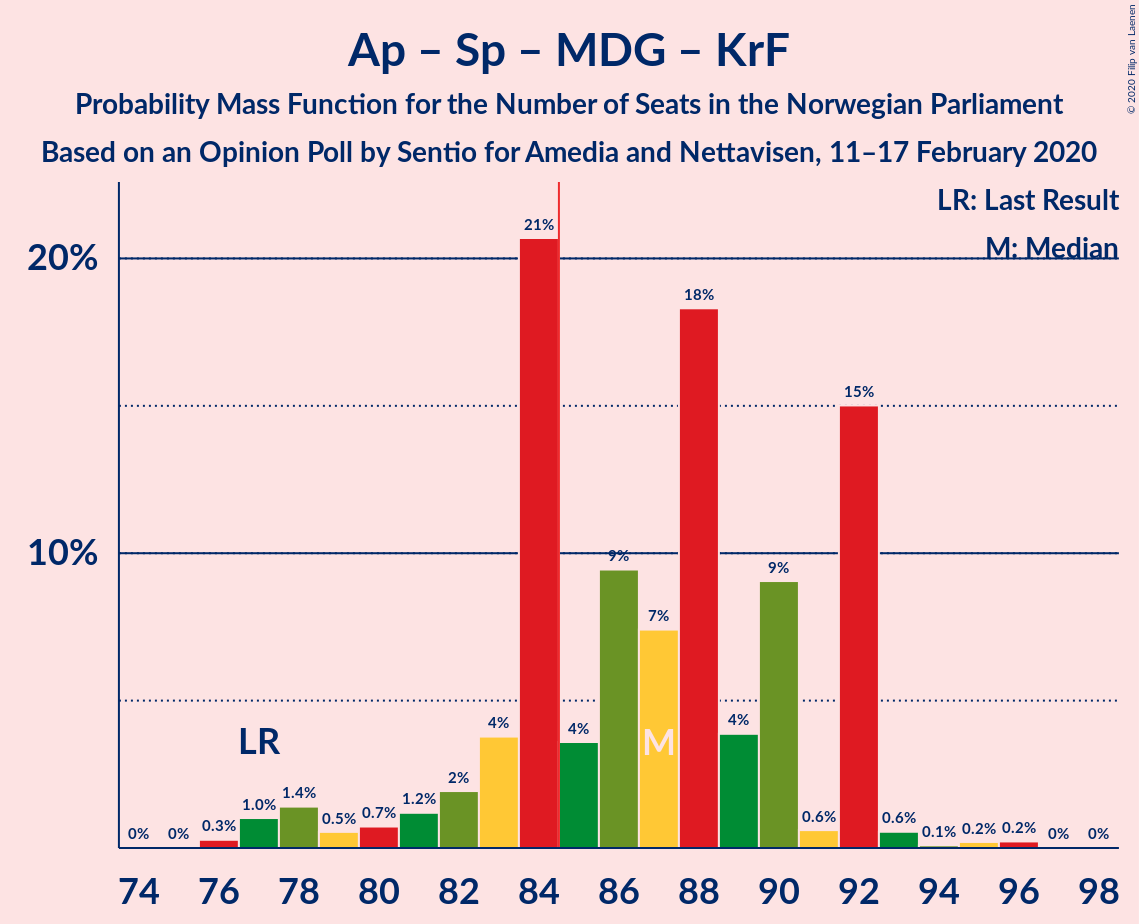 Ap – Sp – MDG – KrF
Probability Mass Function for the Number of Seats in the Norwegian Parliament
Based on an Opinion Poll by Sentio for Amedia and Nettavisen, 11–17 February 2020
© 2020 Filip van Laenen
LR: Last Result
M: Median
20%
10%
0% 0% 0.3% 1.0% 1.4% 0.5% 0.7% 1.2% 2% 4% 21% 4% 9% 7% 18% 4% 9% 0.6% 15% 0.6% 0.1% 0.2% 0.2% 0% 0%
LR M
74 76 78 80 82 84 86 88 90 92 94 96 98